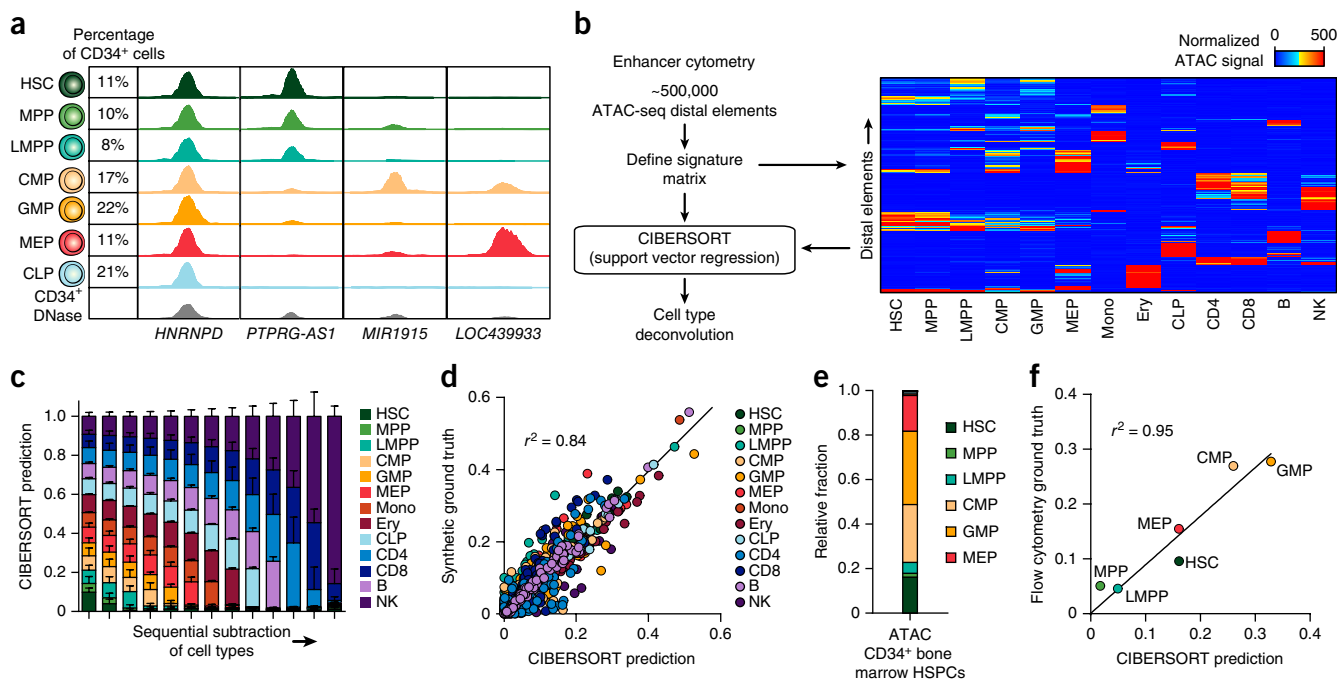 a
Percentage
of CD34+ cells
HSC 11%
MPP 10%
LMPP 8%
CMP 17%
GMP 22%
MEP 11%
CLP 21%
CD34+
DNase
HNRNPD PTPRG-AS1 MIR1915 LOC439933
b
Enhancer cytometry
~500,000
ATAC-seq distal elements
Define signature
matrix
CIBERSORT
(support vector regression)
Cell type
deconvolution
Normalized
ATAC signal
0 500
Distal elements
HSC MPP LMPP CMP GMP MEP Mono Ery CLP CD4 CD8 B NK
c
CIBERSORT prediction
1.0
0.8
0.6
0.4
0.2
0
Sequential subtraction
of cell types
HSC
MPP
LMPP
CMP
GMP
MEP
Mono
Ery
CLP
CD4
CD8
B
NK
d
Synthetic ground truth
0.6
0.4
0.2
0
r² = 0.84
0 0.2 0.4 0.6
CIBERSORT prediction
HSC
MPP
LMPP
CMP
GMP
MEP
Mono
Ery
CLP
CD4
CD8
B
NK
e
Relative fraction
1.0
0.8
0.6
0.4
0.2
0
ATAC
CD34+ bone
marrow HSPCs
HSC
MPP
LMPP
CMP
GMP
MEP
f
Flow cytometry ground truth
0.4
0.3
0.2
0.1
0
r² = 0.95
CMP
GMP
MEP
HSC
MPP
LMPP
0 0.1 0.2 0.3 0.4
CIBERSORT prediction